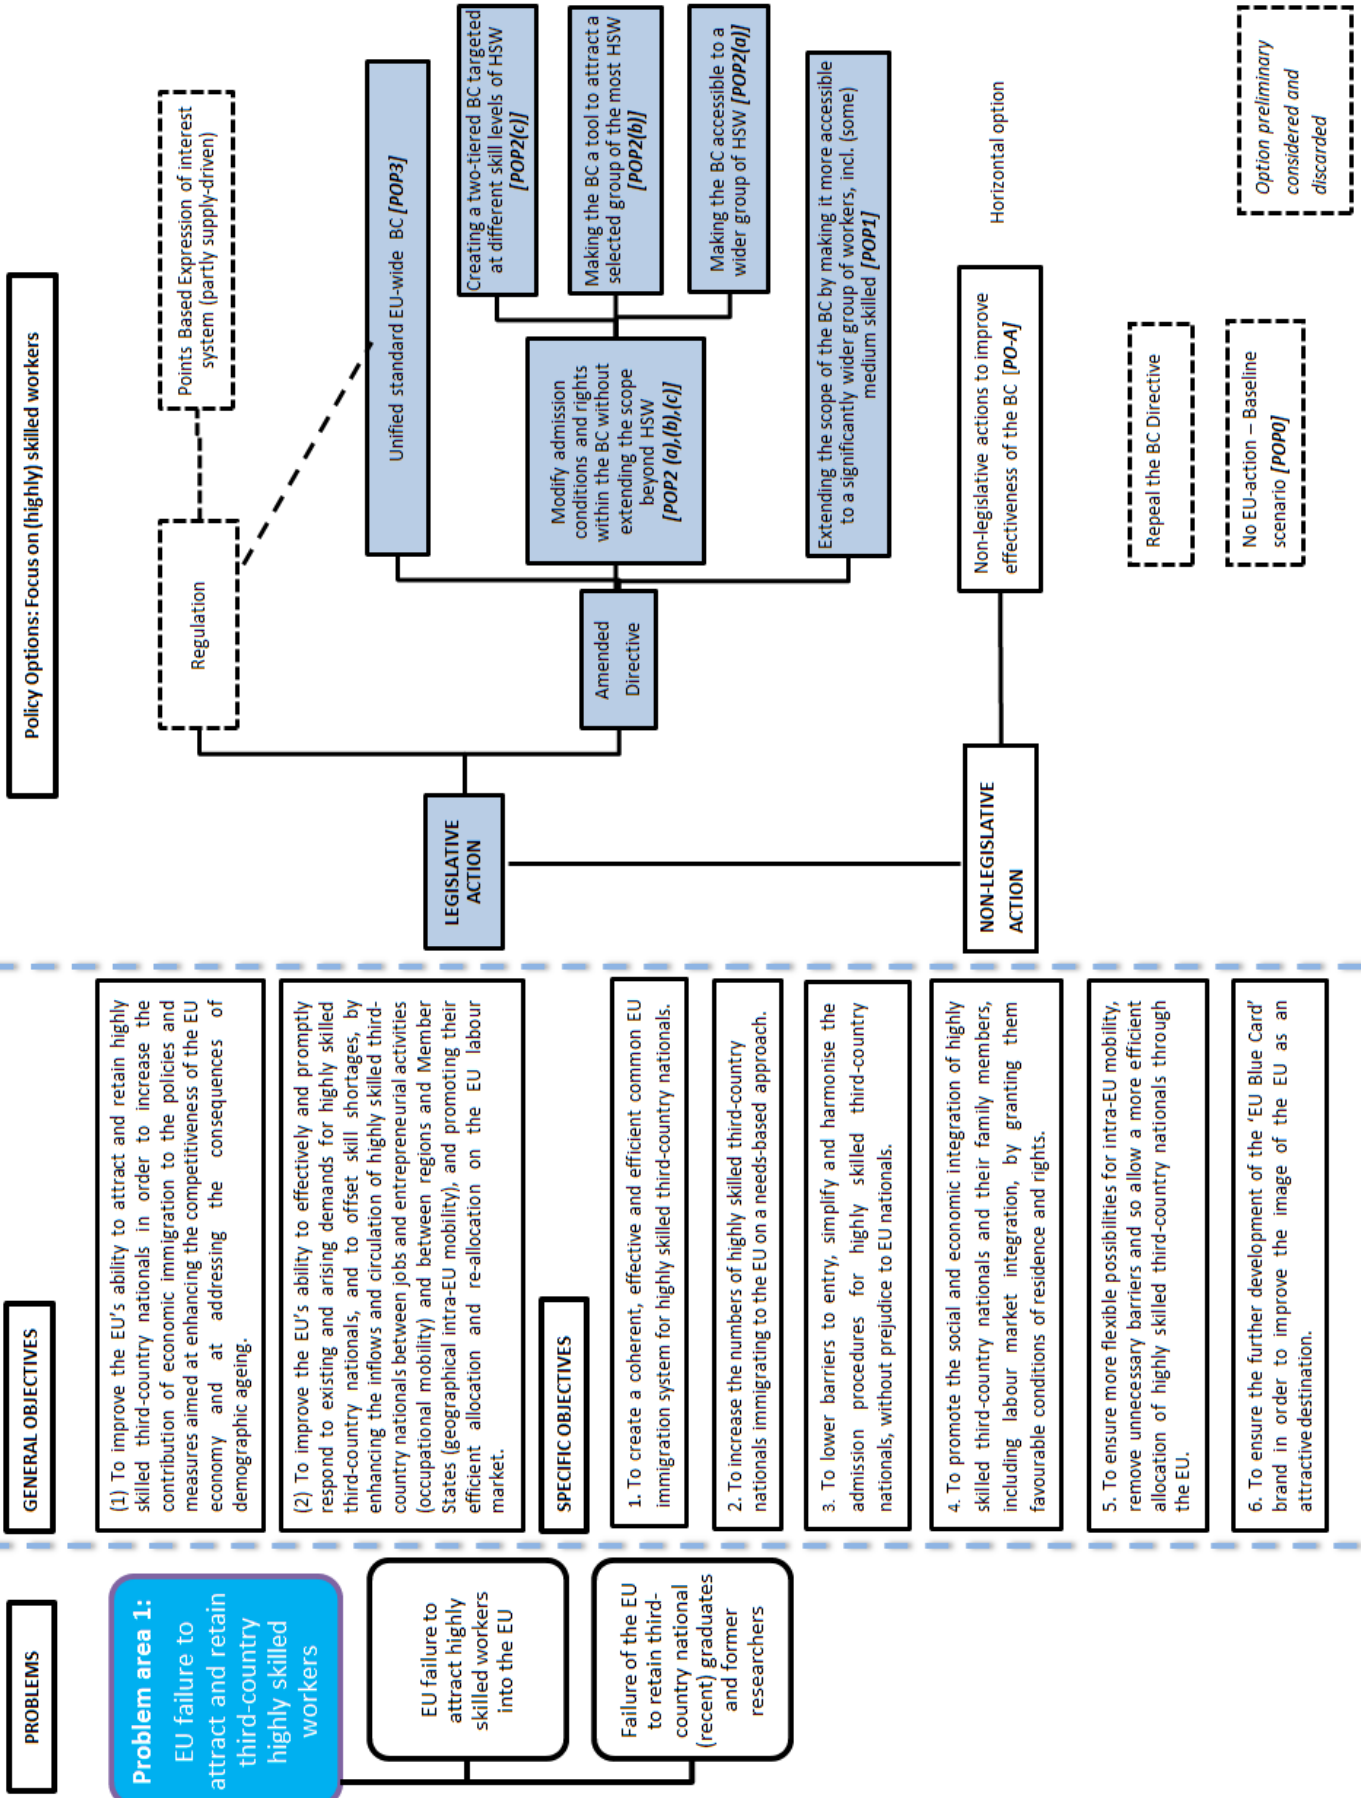 PROBLEMS
Problem area 1:
EU failure to
attract and retain
third-country
highly skilled
workers
EU failure to
attract highly
skilled workers
into the EU
Failure of the EU
to retain third-
country national
(recent) graduates
and former
researchers
GENERAL OBJECTIVES
(1) To improve the EU's ability to attract and retain highly
skilled third-country nationals in order to increase the
contribution of economic immigration to the policies and
measures aimed at enhancing the competitiveness of the EU
economy and at addressing the consequences of
demographic ageing.
(2) To improve the EU's ability to effectively and promptly
respond to existing and arising demands for highly skilled
third-country nationals, and to offset skill shortages, by
enhancing the inflows and circulation of highly skilled third-
country nationals between jobs and entrepreneurial activities
(occupational mobility) and between regions and Member
States (geographical intra-EU mobility), and promoting their
efficient allocation and re-allocation on the EU labour
market.
SPECIFIC OBJECTIVES
1. To create a coherent, effective and efficient common EU
immigration system for highly skilled third-country nationals.
2. To increase the numbers of highly skilled third-country
nationals immigrating to the EU on a needs-based approach.
3. To lower barriers to entry, simplify and harmonise the
admission procedures for highly skilled third-country
nationals, without prejudice to EU nationals.
4. To promote the social and economic integration of highly
skilled third-country nationals and their family members,
including labour market integration, by granting them
favourable conditions of residence and rights.
5. To ensure more flexible possibilities for intra-EU mobility,
remove unnecessary barriers and so allow a more efficient
allocation of highly skilled third-country nationals through
the EU.
6. To ensure the further development of the 'EU Blue Card'
brand in order to improve the image of the EU as an
attractive destination.
Policy Options: Focus on (highly) skilled workers
LEGISLATIVE
ACTION
Regulation
Points Based Expression of interest
system (partly supply-driven)
Amended
Directive
Unified standard EU-wide BC [POP3]
Modify admission
conditions and rights
within the BC without
extending the scope
beyond HSW
[POP2 (a),(b),(c)]
Creating a two-tiered BC targeted
at different skill levels of HSW
[POP2(c)]
Making the BC a tool to attract a
selected group of the most HSW
[POP2(b)]
Making the BC accessible to a
wider group of HSW [POP2(a)]
Extending the scope of the BC by making it more accessible
to a significantly wider group of workers, incl. (some)
medium skilled [POP1]
NON-LEGISLATIVE
ACTION
Non-legislative actions to improve
effectiveness of the BC [PO-A]
Horizontal option
Repeal the BC Directive
No EU-action – Baseline
scenario [POP0]
Option preliminary
considered and
discarded